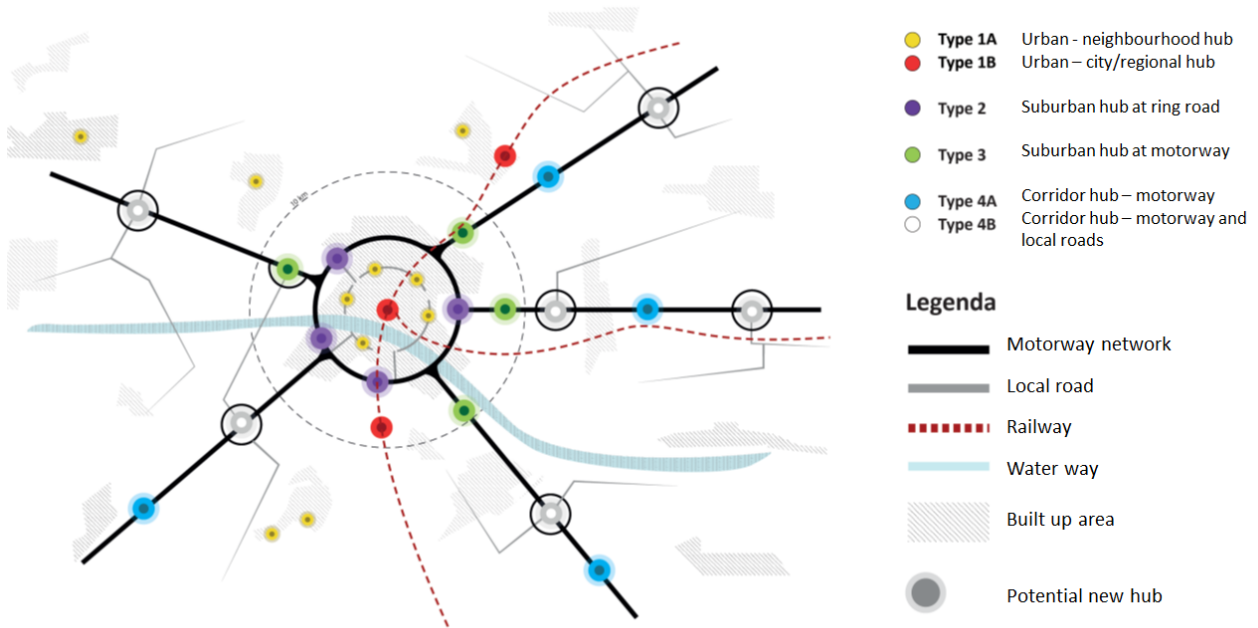 10 km
Type 1A Urban - neighbourhood hub
Type 1B Urban – city/regional hub
Type 2 Suburban hub at ring road
Type 3 Suburban hub at motorway
Type 4A Corridor hub – motorway
Type 4B Corridor hub – motorway and
local roads
Legenda
Motorway network
Local road
Railway
Water way
Built up area
Potential new hub